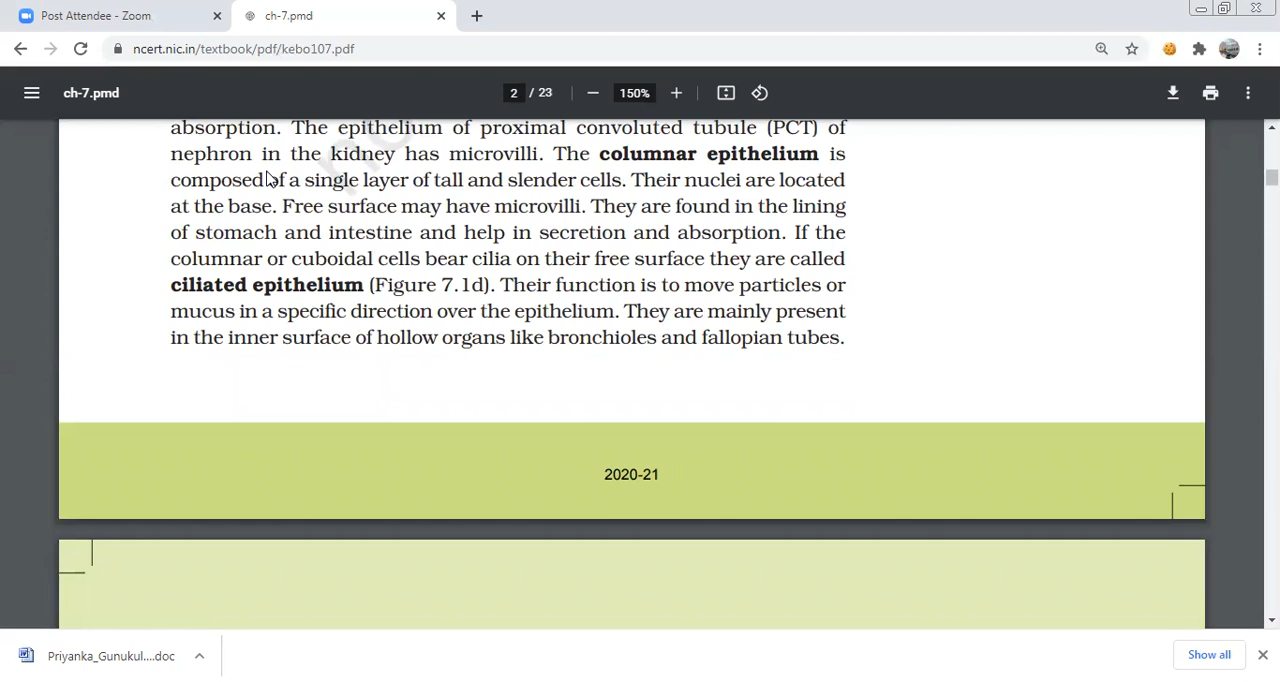 Post Attendee - Zoom
ch-7.pmd
ncert.nic.in/textbook/pdf/kebo107.pdf
ch-7.pmd
2 / 23
150%
absorption. The epithelium of proximal convoluted tubule (PCT) of
nephron in the kidney has microvilli. The columnar epithelium is
composed of a single layer of tall and slender cells. Their nuclei are located
at the base. Free surface may have microvilli. They are found in the lining
of stomach and intestine and help in secretion and absorption. If the
columnar or cuboidal cells bear cilia on their free surface they are called
ciliated epithelium (Figure 7.1d). Their function is to move particles or
mucus in a specific direction over the epithelium. They are mainly present
in the inner surface of hollow organs like bronchioles and fallopian tubes.
2020-21
Priyanka_Gunukul....doc
Show all